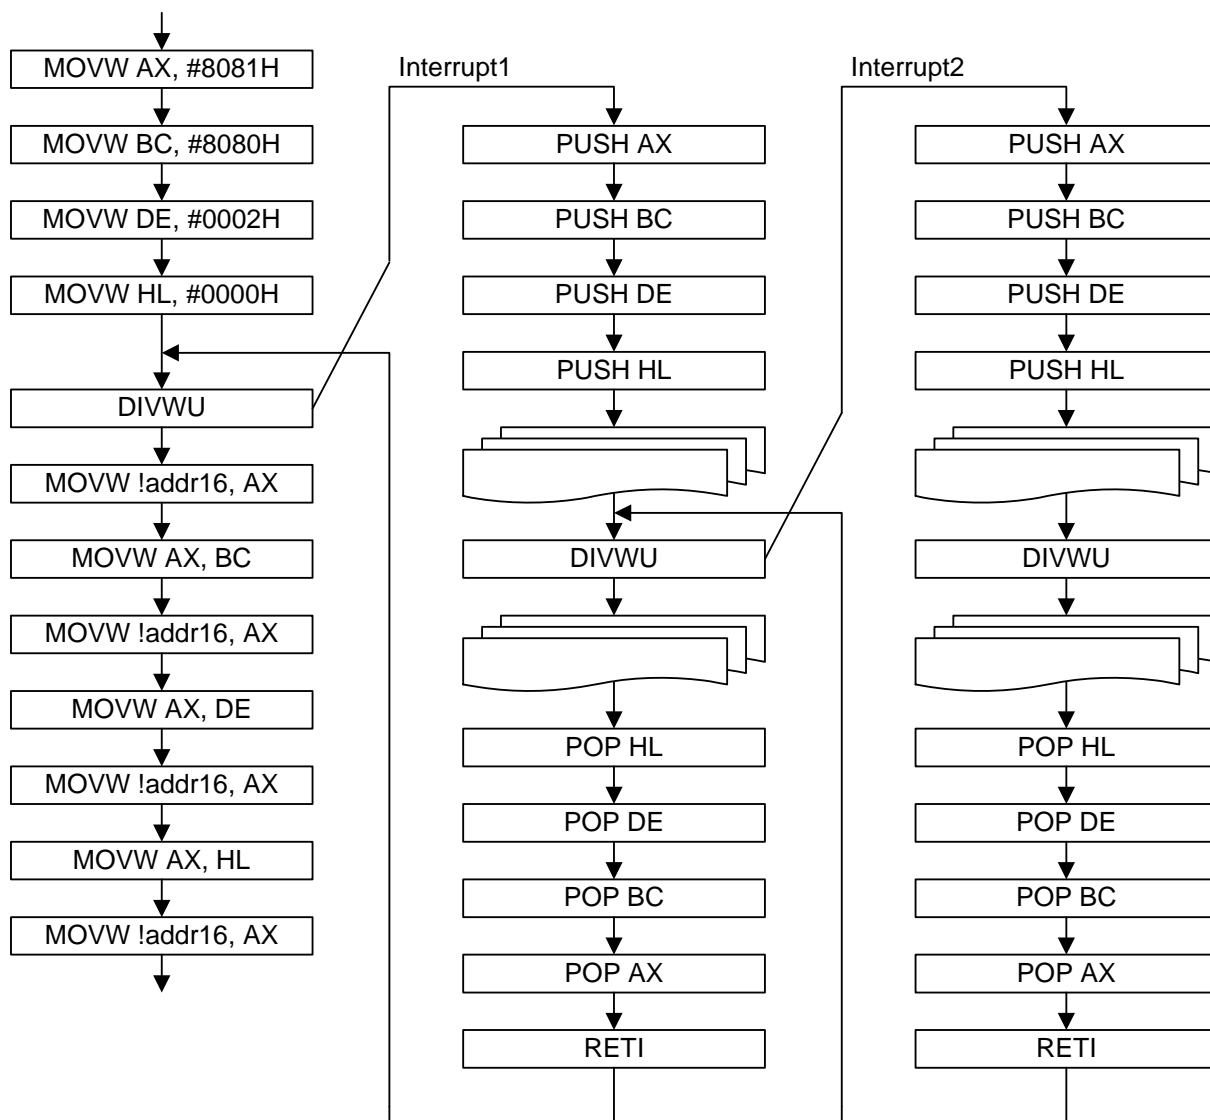 MOVW AX, #8081H
MOVW BC, #8080H
MOVW DE, #0002H
MOVW HL, #0000H
DIVWU
MOVW !addr16, AX
MOVW AX, BC
MOVW !addr16, AX
MOVW AX, DE
MOVW !addr16, AX
MOVW AX, HL
MOVW !addr16, AX
Interrupt1
PUSH AX
PUSH BC
PUSH DE
PUSH HL
DIVWU
POP HL
POP DE
POP BC
POP AX
RETI
Interrupt2
PUSH AX
PUSH BC
PUSH DE
PUSH HL
DIVWU
POP HL
POP DE
POP BC
POP AX
RETI